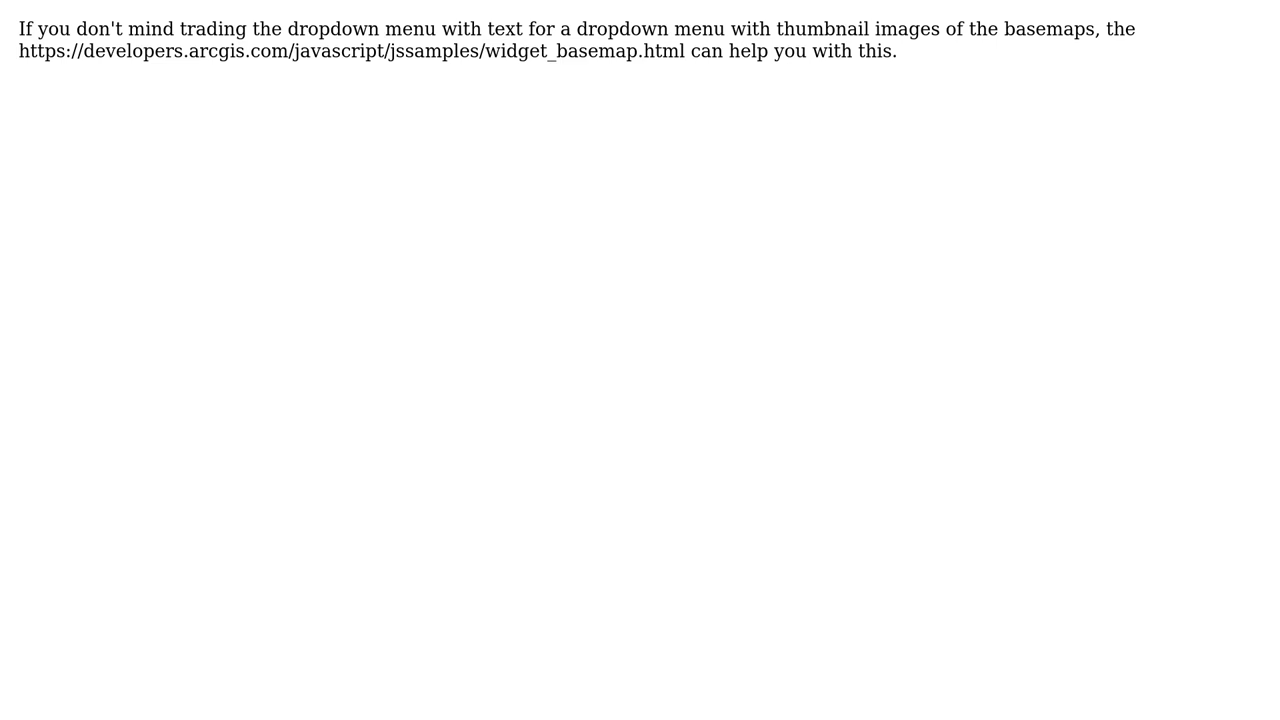 If you don't mind trading the dropdown menu with text for a dropdown menu with thumbnail images of the basemaps, the
https://developers.arcgis.com/javascript/jssamples/widget_basemap.html can help you with this.